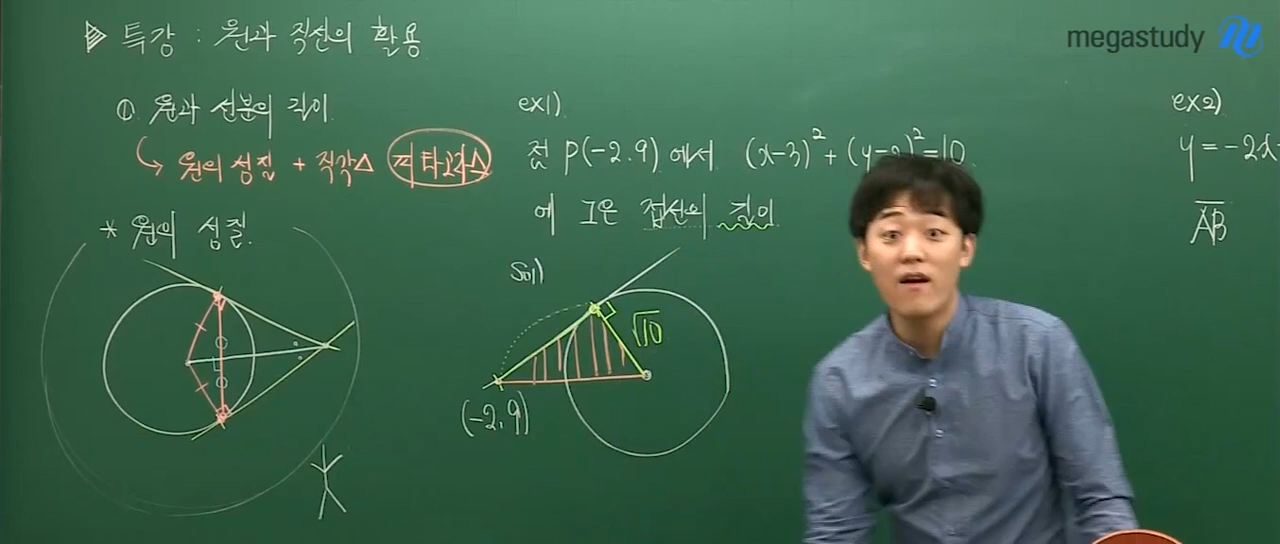 특강 : 원과 직선의 활용
megastudy
① 원과 선분의 길이
원의 성질 + 직각△ 피타고라스
* 원의 성질.
ex1)
점 P(-2.9) 에서 (x-3)²+(y-)²=10
에 그은 접선의 길이
Sol)
√10
(-2.9)
ex2)
y=-2x
AB